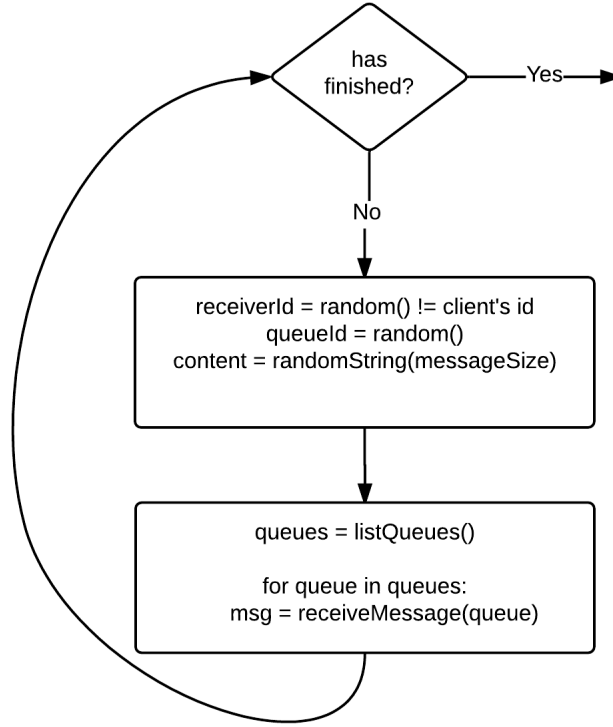 has
finished?
Yes
No
receiverId = random() != client's id
queueId = random()
content = randomString(messageSize)
queues = listQueues()
for queue in queues:
msg = receiveMessage(queue)